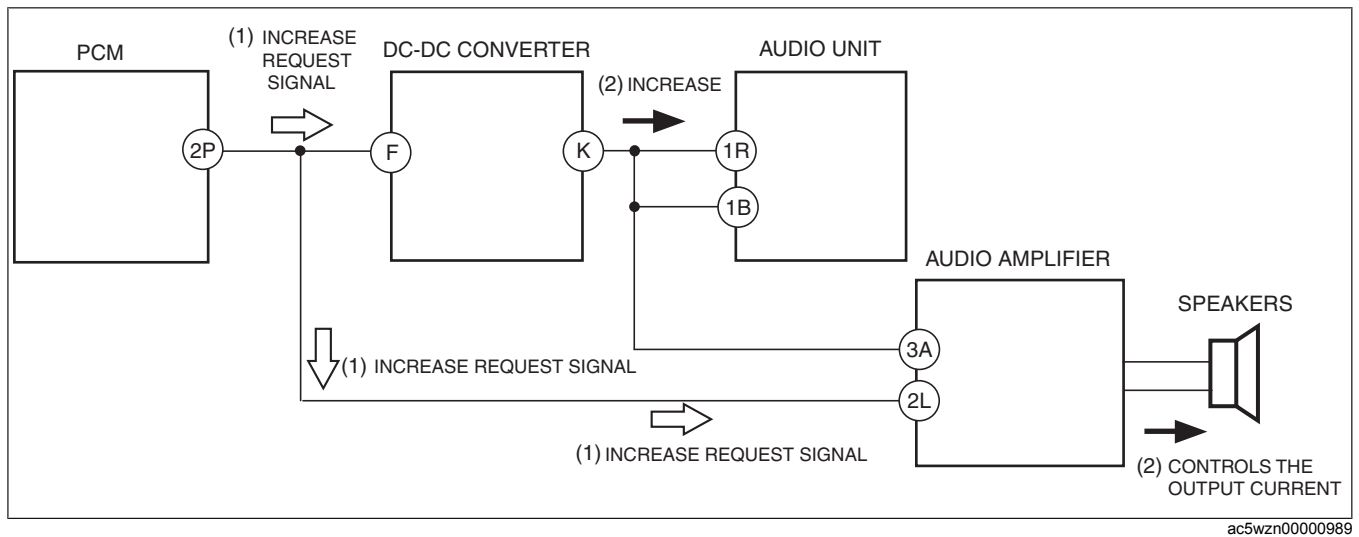 PCM
(1) INCREASE
REQUEST
SIGNAL
DC-DC CONVERTER
(2) INCREASE
AUDIO UNIT
2P
F
K
1R
1B
AUDIO AMPLIFIER
SPEAKERS
3A
(1) INCREASE REQUEST SIGNAL
2L
(1) INCREASE REQUEST SIGNAL
(2) CONTROLS THE
OUTPUT CURRENT
ac5wzn00000989